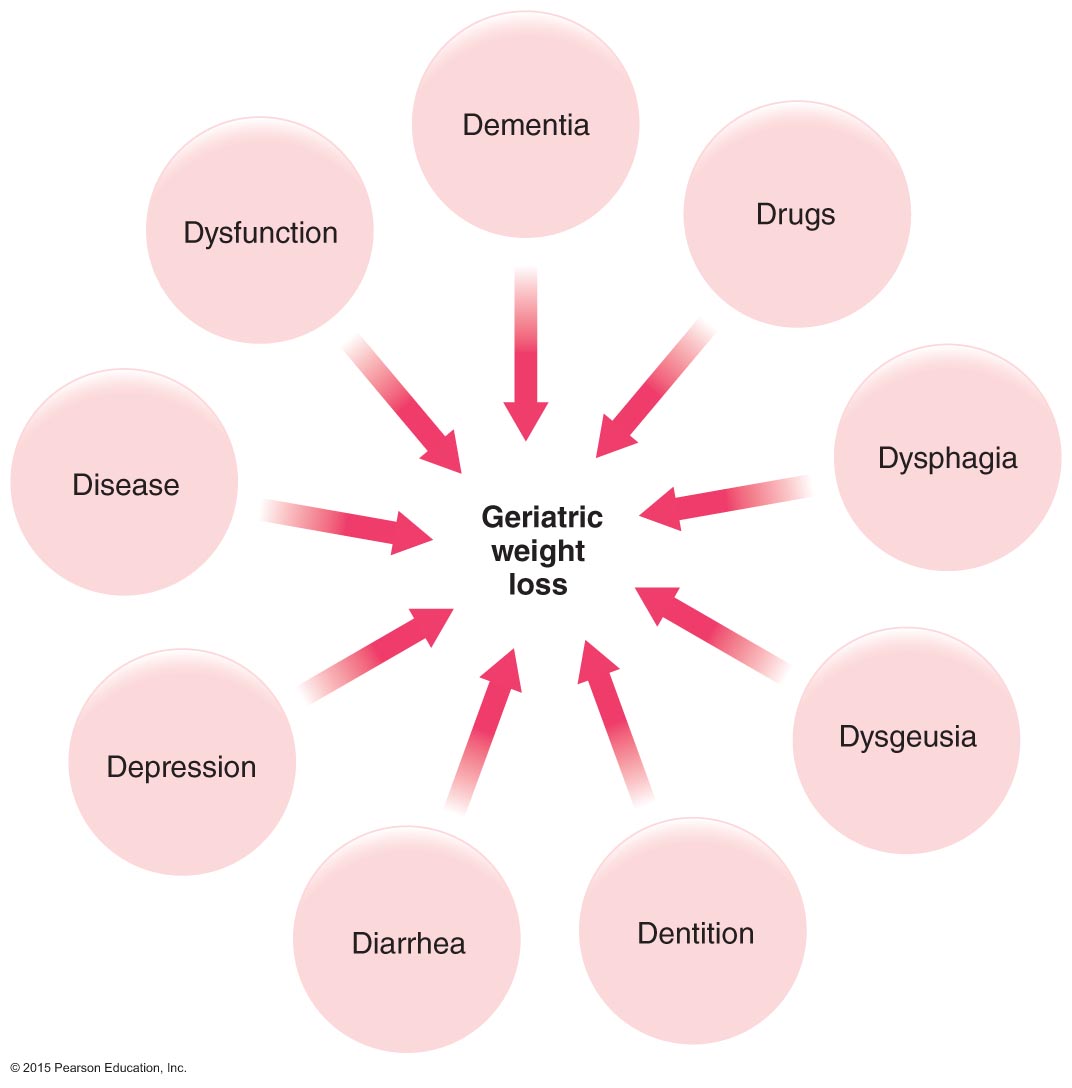 Dementia
Drugs
Dysfunction
Dysphagia
Disease
Geriatric
weight
loss
Dysgeusia
Depression
Dentition
Diarrhea
© 2015 Pearson Education, Inc.